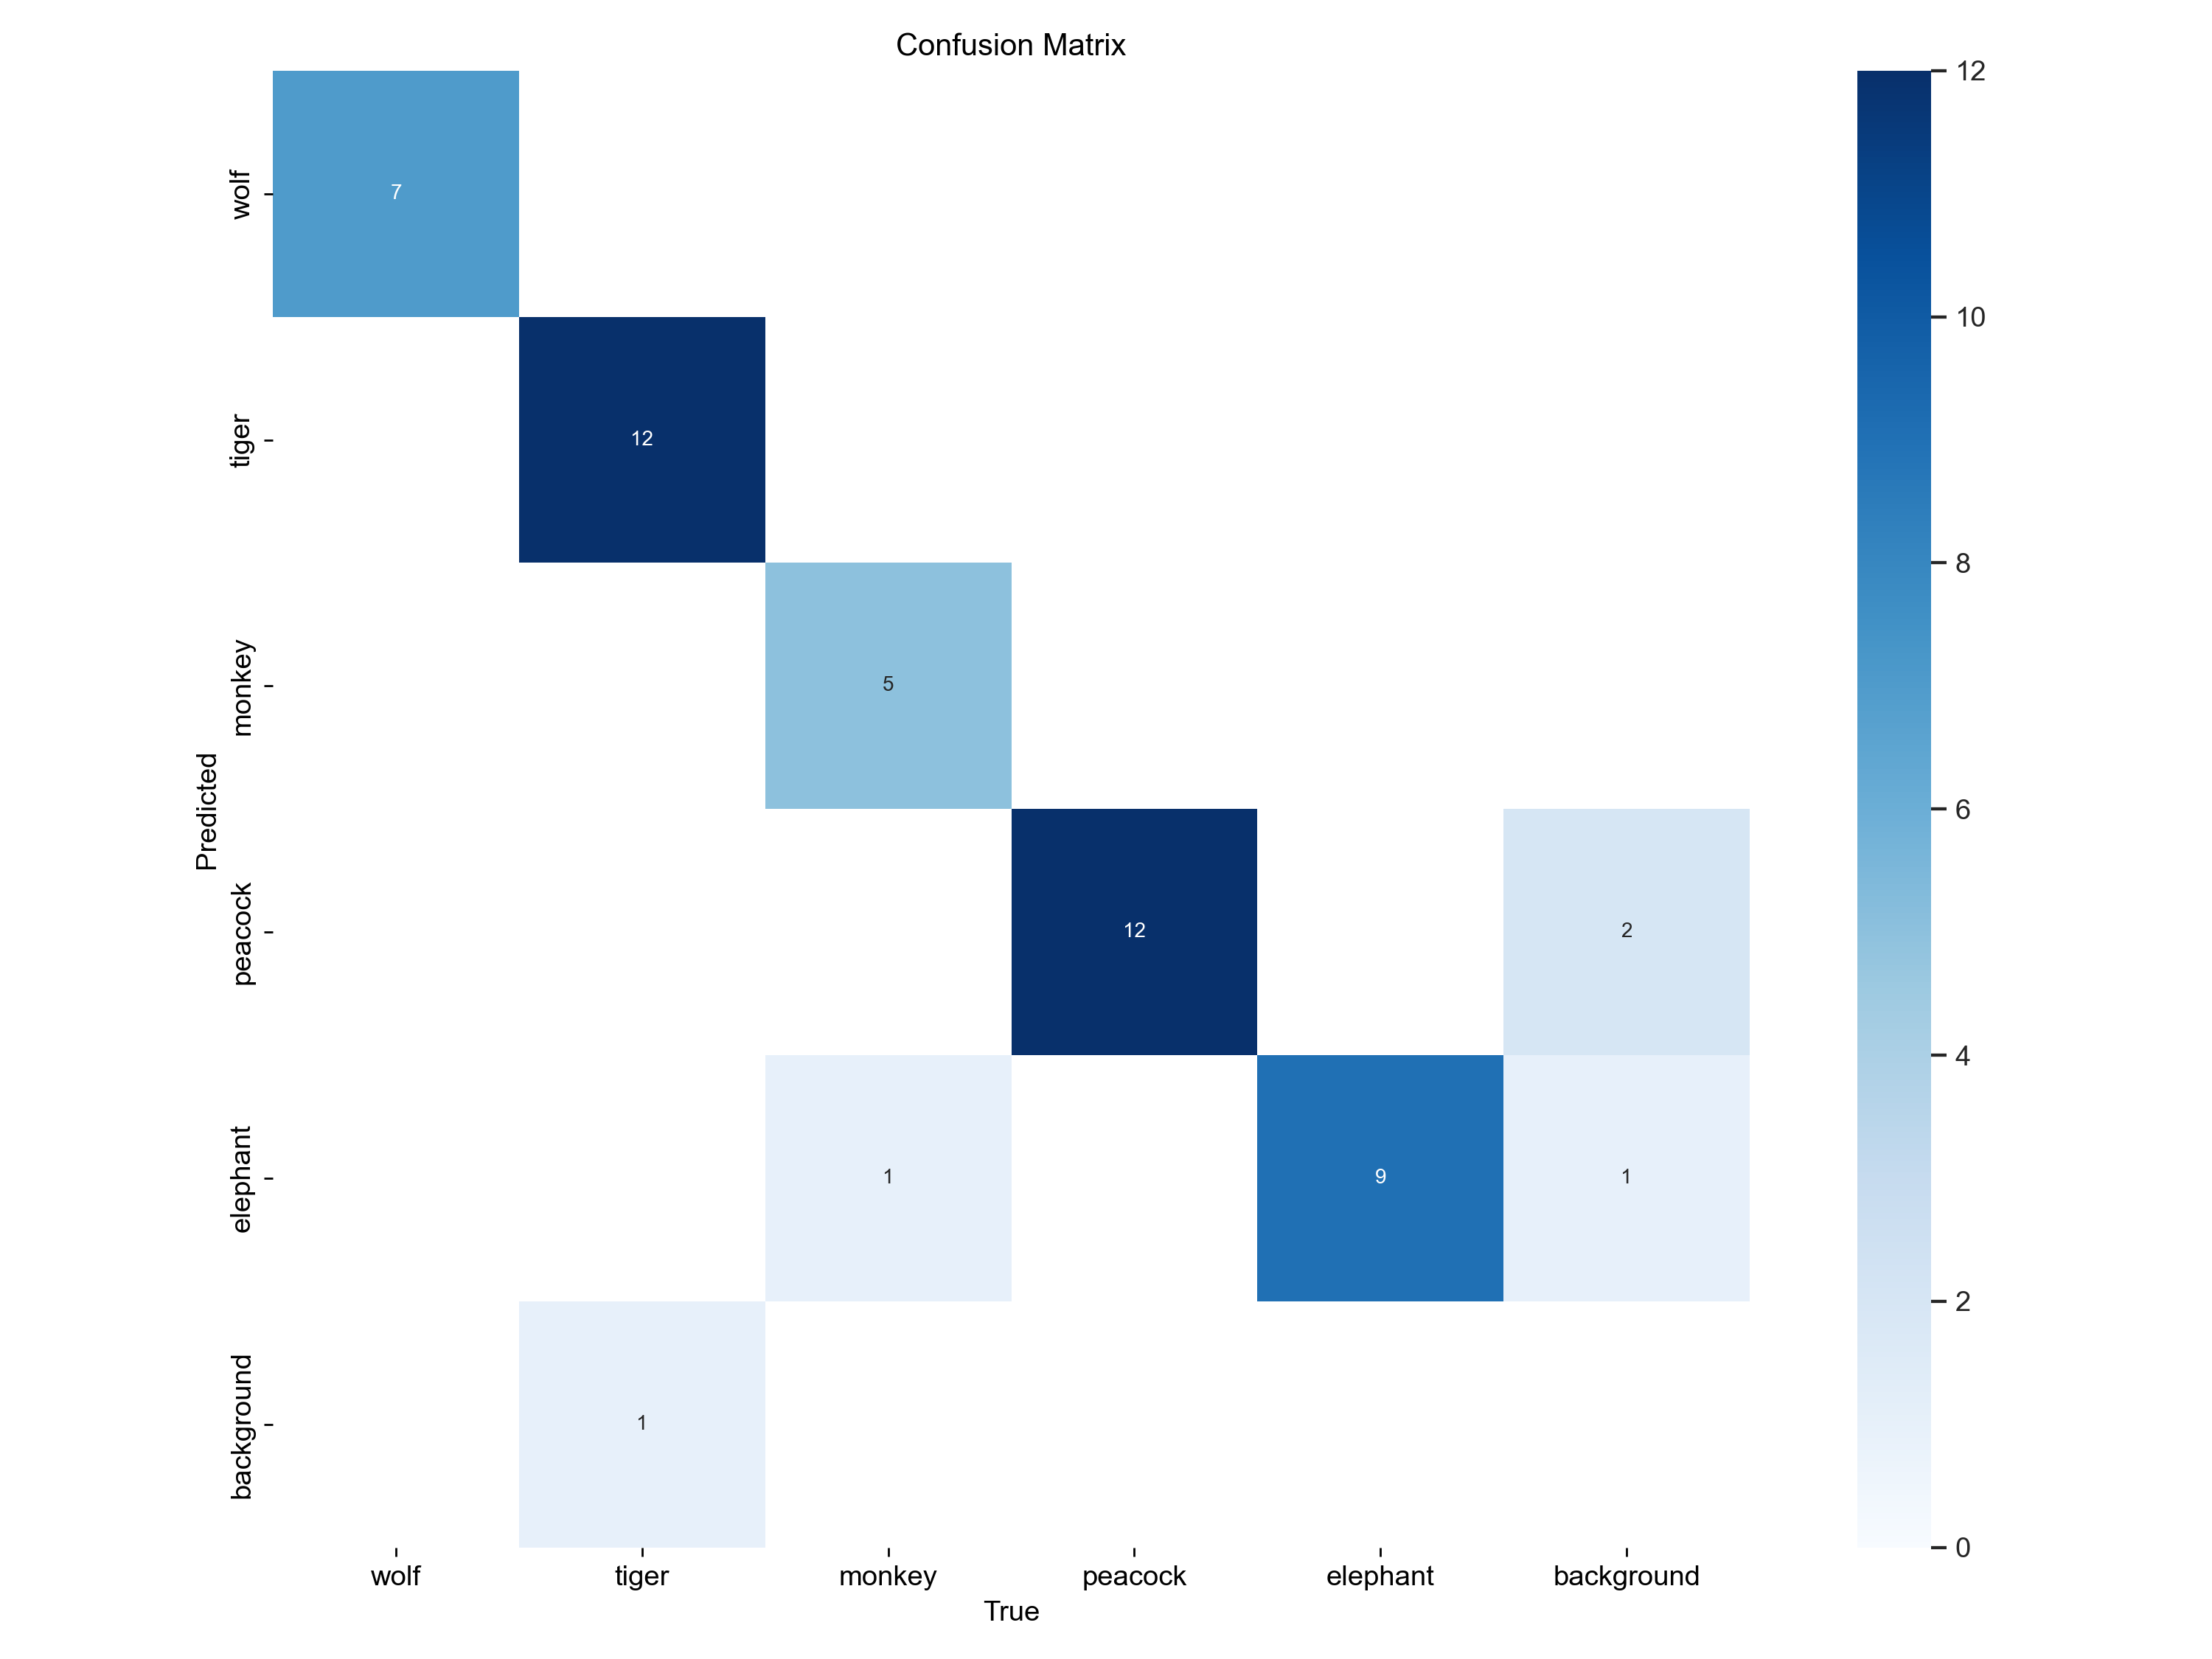 Confusion Matrix
wolf
7
tiger
12
monkey
5
peacock
12
2
elephant
1
9
1
background
1
Predicted
wolf
tiger
monkey
peacock
elephant
background
True
12
10
8
6
4
2
0